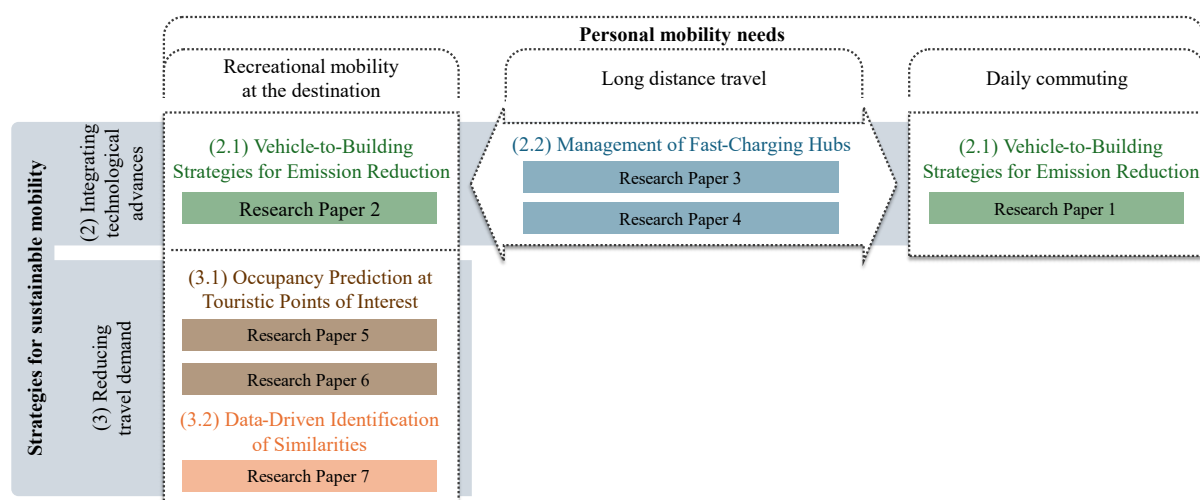 Personal mobility needs
Recreational mobility
at the destination
Long distance travel
Daily commuting
Strategies for sustainable mobility
(2) Integrating
technological
advances
(2.1) Vehicle-to-Building
Strategies for Emission Reduction
Research Paper 2
(2.2) Management of Fast-Charging Hubs
Research Paper 3
Research Paper 4
(2.1) Vehicle-to-Building
Strategies for Emission Reduction
Research Paper 1
(3) Reducing
travel demand
(3.1) Occupancy Prediction at
Touristic Points of Interest
Research Paper 5
Research Paper 6
(3.2) Data-Driven Identification
of Similarities
Research Paper 7